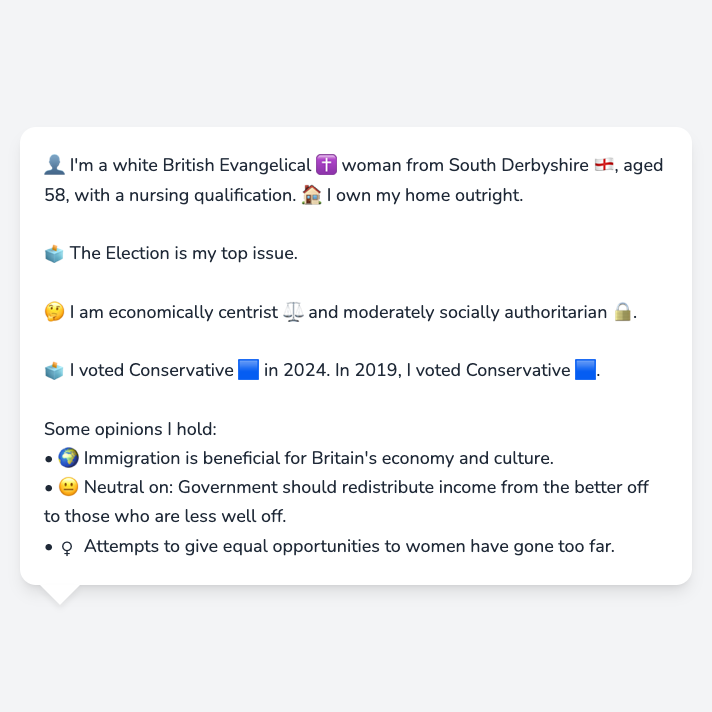 👤 I'm a white British Evangelical ✝️ woman from South Derbyshire 🏴󠁧󠁢󠁥󠁮󠁧󠁿, aged
58, with a nursing qualification. 🏠 I own my home outright.
🗳️ The Election is my top issue.
🤔 I am economically centrist ⚖️ and moderately socially authoritarian 🔒.
🗳️ I voted Conservative 🟦 in 2024. In 2019, I voted Conservative 🟦.
Some opinions I hold:
• 🌍 Immigration is beneficial for Britain's economy and culture.
• 😐 Neutral on: Government should redistribute income from the better off
to those who are less well off.
• ♀ Attempts to give equal opportunities to women have gone too far.